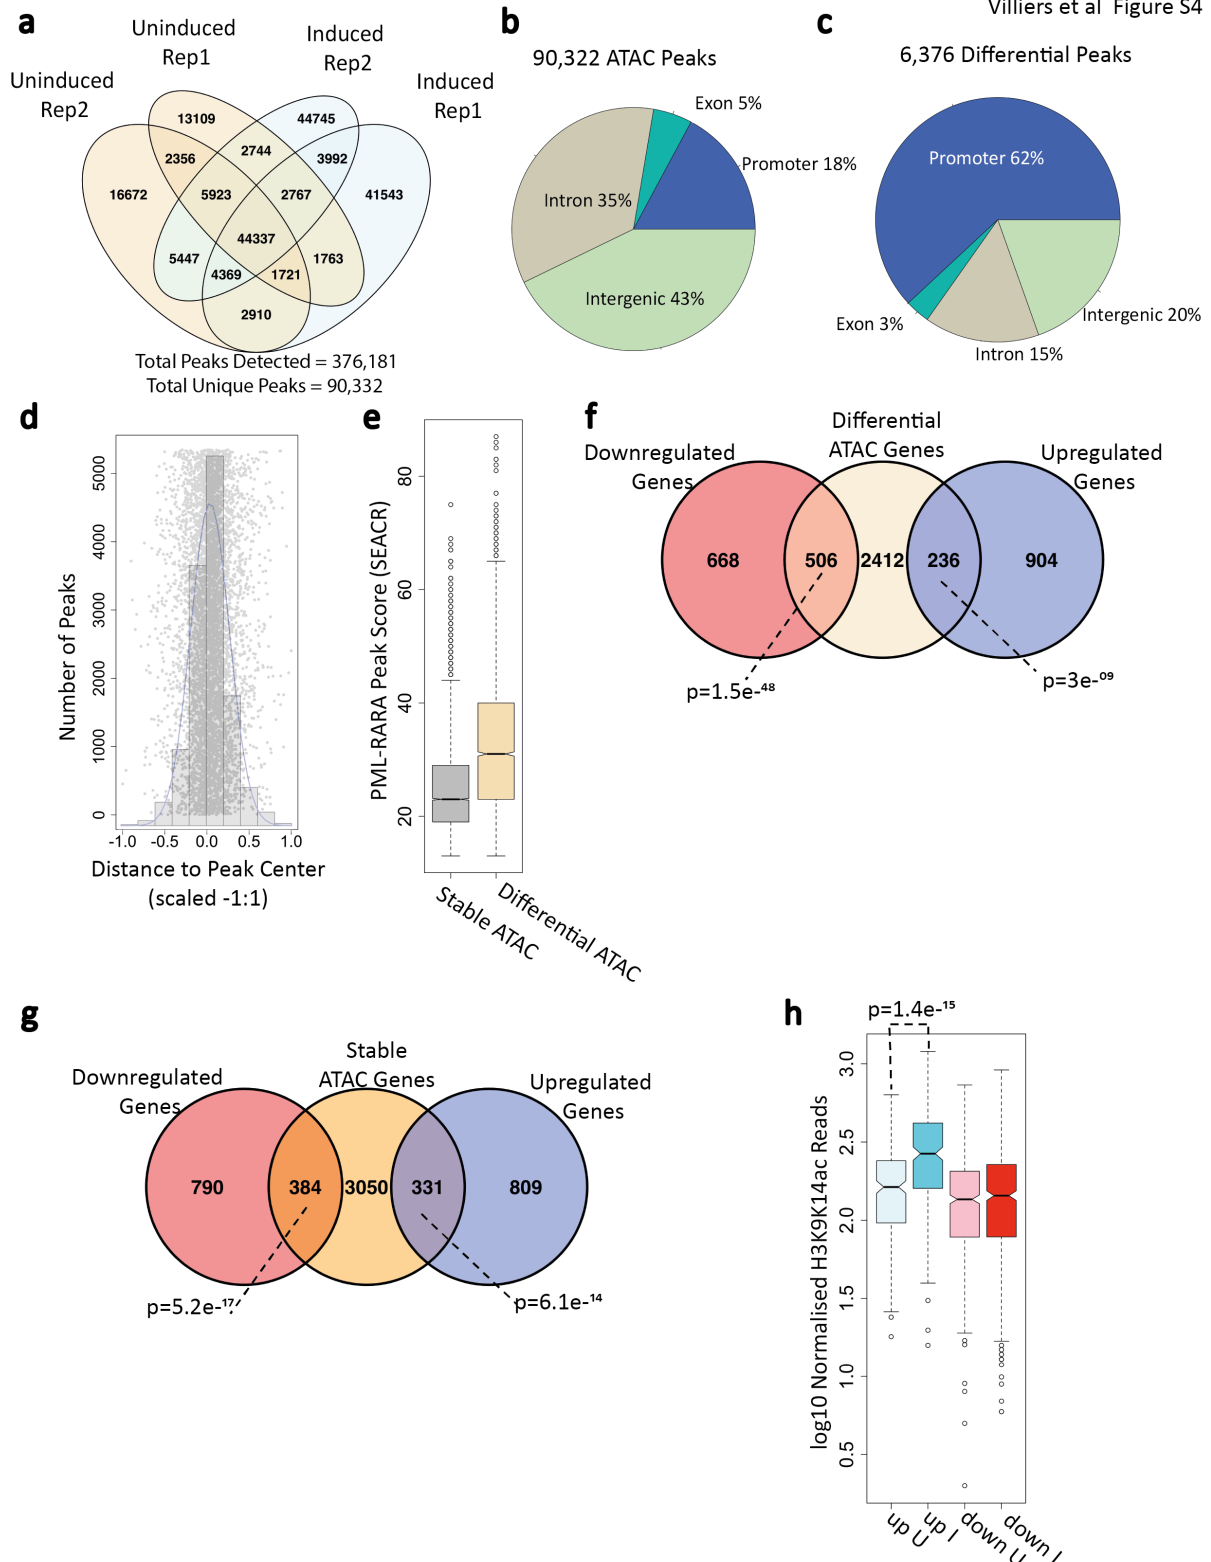 Villiers et al Figure S4
a
Uninduced
Rep1
Induced
Rep2
Uninduced
Rep2
Induced
Rep1
13109
44745
2356
2744
3992
16672
5923
2767
41543
44337
5447
4369
1721
1763
2910
Total Peaks Detected = 376,181
Total Unique Peaks = 90,332
b
90,322 ATAC Peaks
Exon 5%
Promoter 18%
Intron 35%
Intergenic 43%
c
6,376 Differential Peaks
Promoter 62%
Exon 3%
Intron 15%
Intergenic 20%
d
Number of Peaks
5000
4000
3000
2000
1000
0
-1.0 -0.5 0.0 0.5 1.0
Distance to Peak Center
(scaled -1:1)
e
PML-RARA Peak Score (SEACR)
80
60
40
20
Stable ATAC
Differential ATAC
f
Downregulated
Genes
Differential
ATAC Genes
Upregulated
Genes
668 506 2412 236 904
p=1.5e-⁴⁸
p=3e-⁰⁹
g
Downregulated
Genes
Stable
ATAC Genes
Upregulated
Genes
790 384 3050 331 809
p=5.2e-¹⁷
p=6.1e-¹⁴
h
p=1.4e-¹⁵
log10 Normalised H3K9K14ac Reads
3.0
2.5
2.0
1.5
1.0
0.5
up U
up I
down U
down I